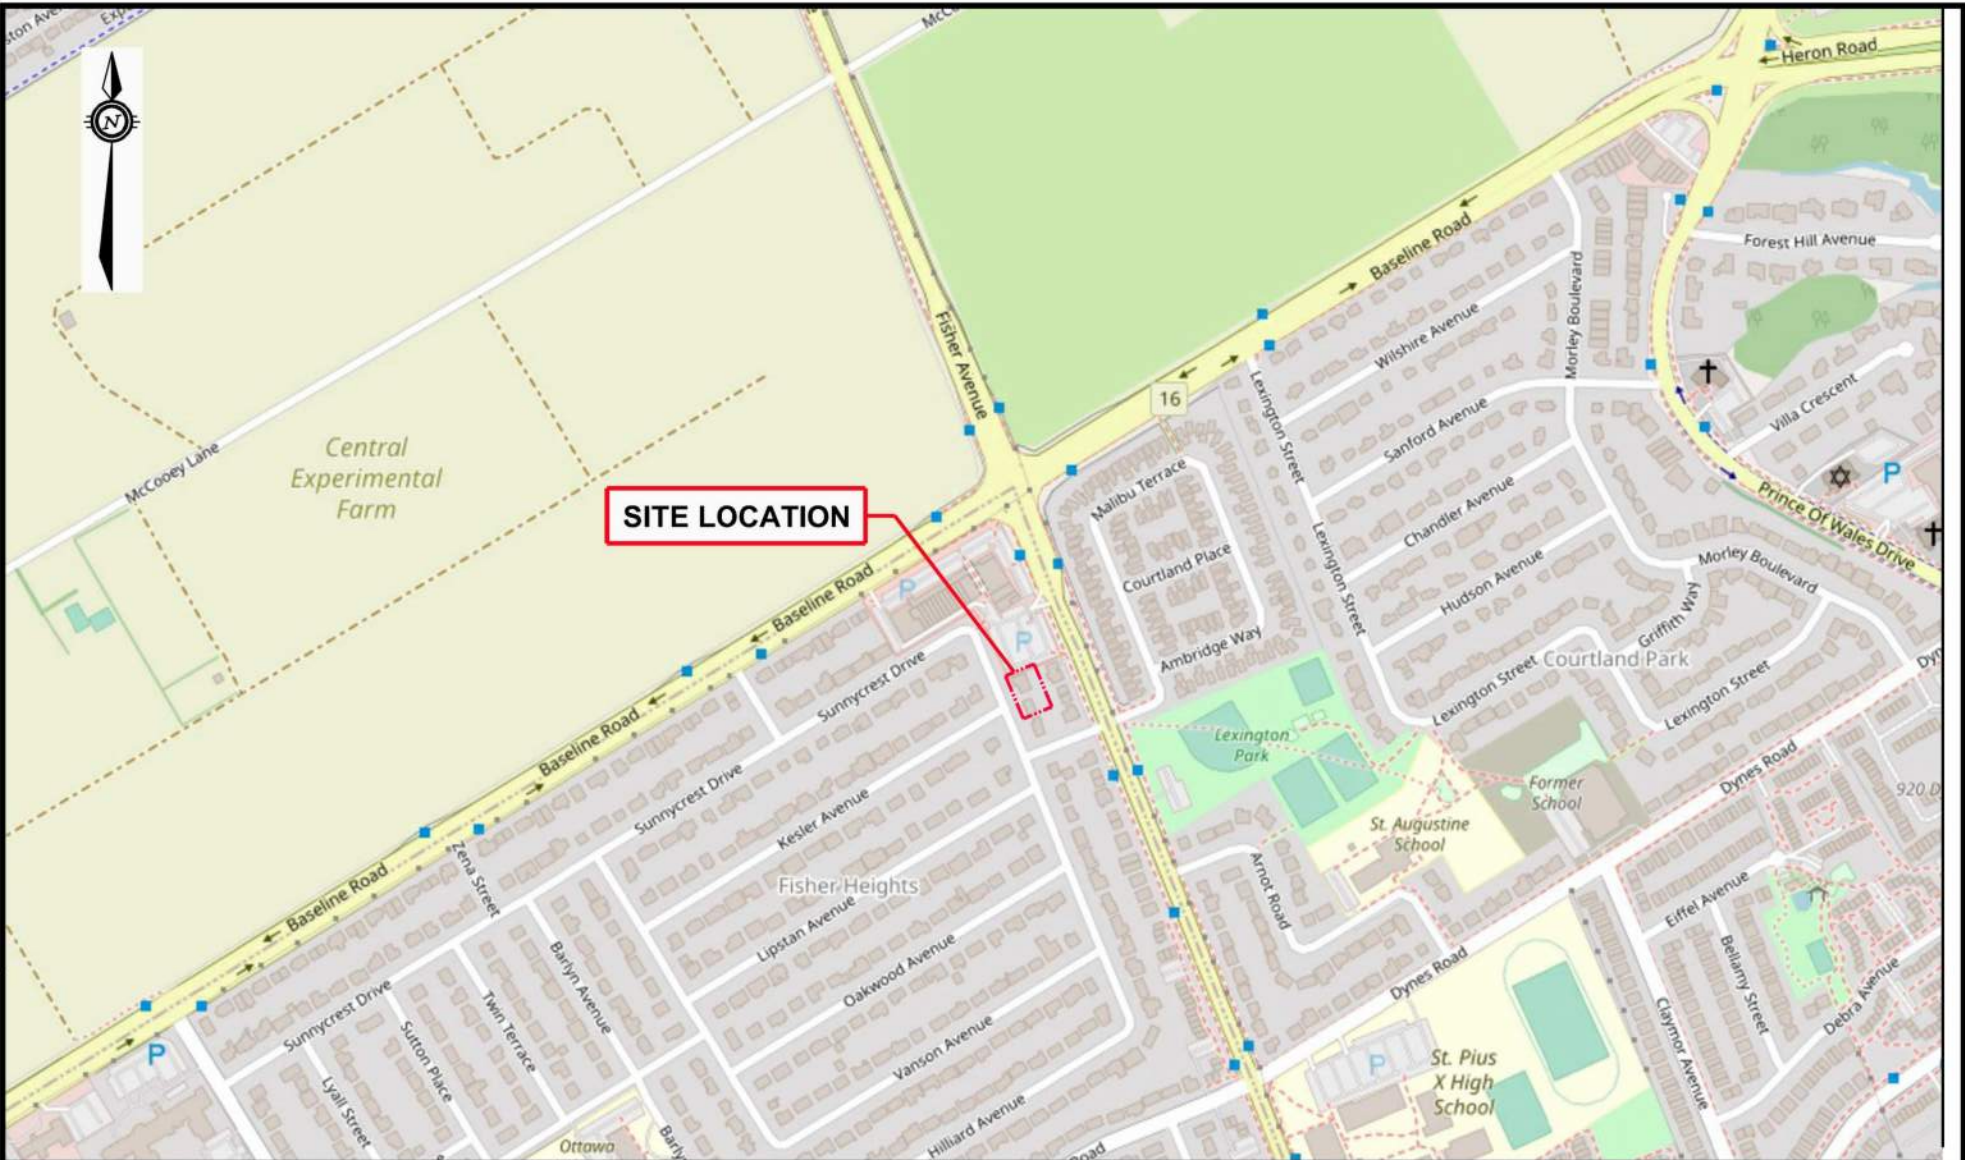 Heron Road
N
Baseline Road
Forest Hill Avenue
Fisher Avenue
Morley Boulevard
Wilshire Avenue
16
Lexington Street
Sanford Avenue
Villa Crescent
McCooey Lane
Central
Experimental
Farm
Malibu Terrace
Chandler Avenue
P
Prince Of Wales Drive
SITE LOCATION
Courtland Place
Lexington Street
Hudson Avenue
Morley Boulevard
P
Baseline Road
Griffith Way
Ambridge Way
P
Sunnycrest Drive
Courtland Park
Lexington Street
Lexington Street
Baseline Road
Lexington
Park
Sunnycrest Drive
Kesler Avenue
Dynes Road
Former
School
St. Augustine
School
Zena Street
Fisher Heights
Baseline Road
Arnot Road
Eiffel Avenue
Lipstan Avenue
Oakwood Avenue
Barlyn Avenue
Bellamy Street
Dynes Road
Debra Avenue
Sunnycrest Drive
Twin Terrace
Sutton Place
Vanson Avenue
Claymor Avenue
P
P
St. Pius
X High
School
Lyall Street
Hilliard Avenue
Ottawa
Road